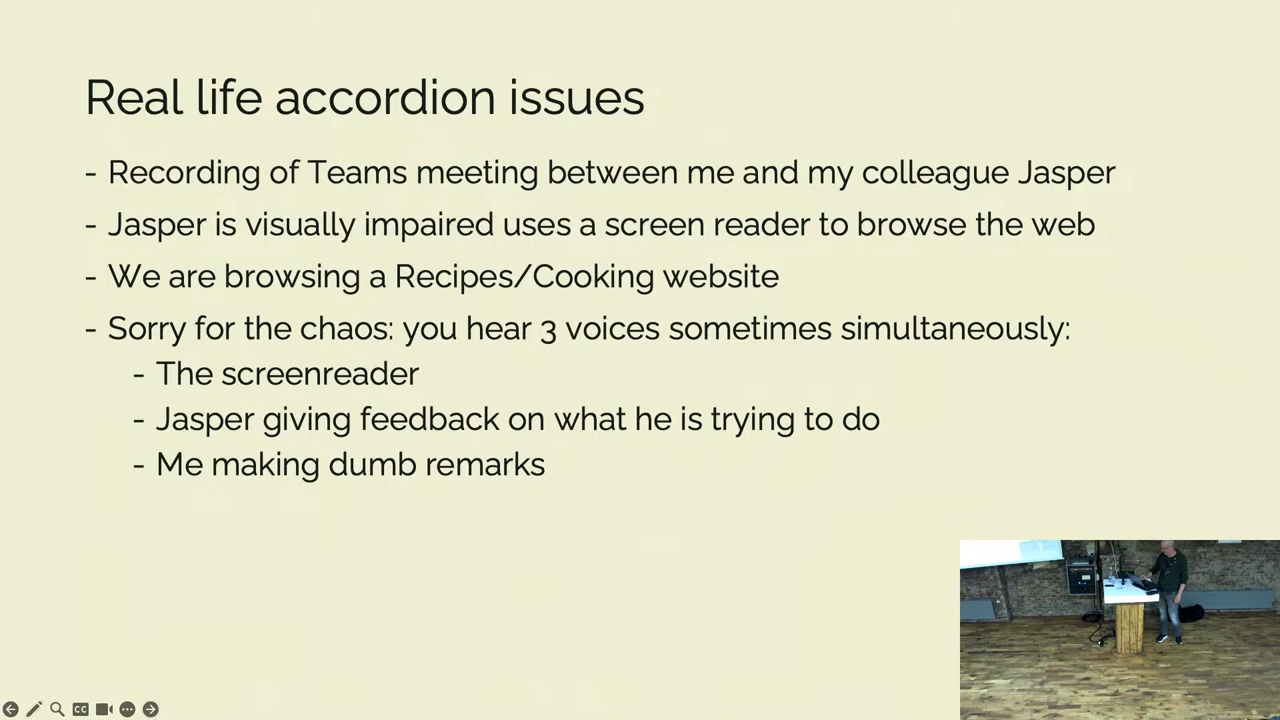 Real life accordion issues
- Recording of Teams meeting between me and my colleague Jasper
- Jasper is visually impaired uses a screen reader to browse the web
- We are browsing a Recipes/Cooking website
- Sorry for the chaos: you hear 3 voices sometimes simultaneously:
- The screenreader
- Jasper giving feedback on what he is trying to do
- Me making dumb remarks
CC